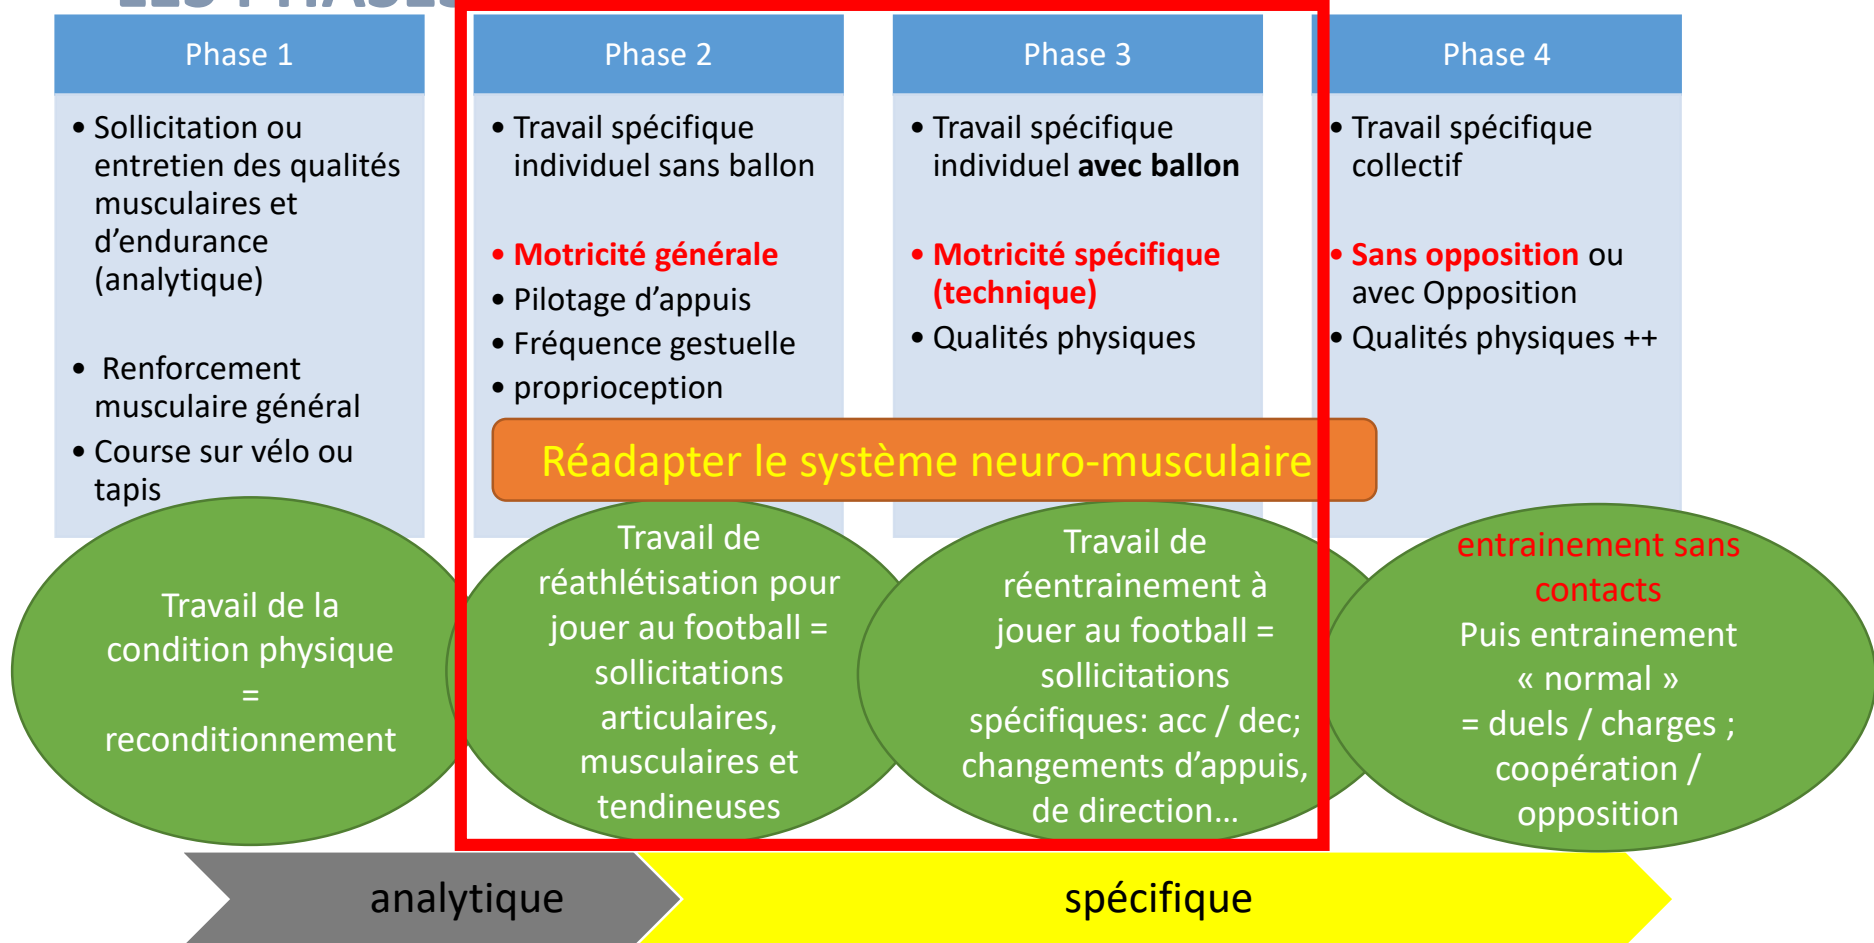 LES PHASES
Phase 1
• Sollicitation ou
entretien des qualités
musculaires et
d’endurance
(analytique)
• Renforcement
musculaire général
• Course sur vélo ou
tapis
Travail de la
condition physique
=
reconditionnement
Phase 2
• Travail spécifique
individuel sans ballon
• Motricité générale
• Pilotage d’appuis
• Fréquence gestuelle
• proprioception
Phase 3
• Travail spécifique
individuel avec ballon
• Motricité spécifique
(technique)
• Qualités physiques
Réadapter le système neuro-musculaire
Travail de
réathlétisation pour
jouer au football =
sollicitations
articulaires,
musculaires et
tendineuses
Travail de
réentrainement à
jouer au football =
sollicitations
spécifiques: acc / dec;
changements d’appuis,
de direction…
Phase 4
• Travail spécifique
collectif
• Sans opposition ou
avec Opposition
• Qualités physiques ++
entrainement sans
contacts
Puis entrainement
« normal »
= duels / charges ;
coopération /
opposition
analytique
spécifique